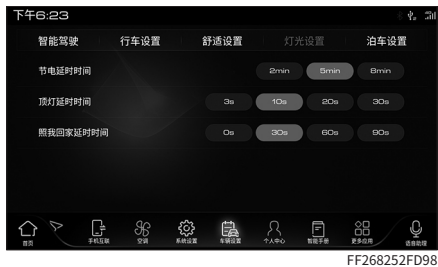 下午6:23
智能驾驶 行车设置 舒适设置 灯光设置 泊车设置
节电延时时间 2min 5min 8min
顶灯延时时间 3s 10s 20s 30s
照我回家延时时间 0s 30s 60s 90s
首页 手机互联 空调 系统设置 车辆设置 个人中心 智能手册 更多应用 语音助理
FF268252FD98